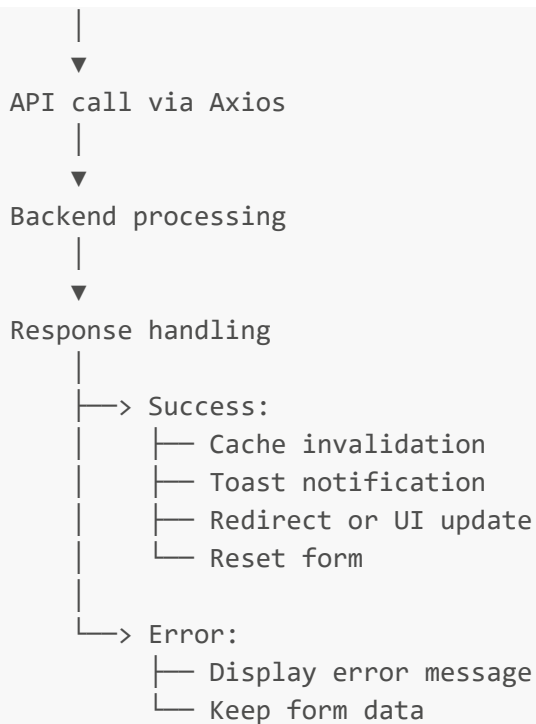 │
▼
API call via Axios
│
▼
Backend processing
│
▼
Response handling
│
├──> Success:
│ ├── Cache invalidation
│ ├── Toast notification
│ ├── Redirect or UI update
│ └── Reset form
│
└──> Error:
├── Display error message
└── Keep form data